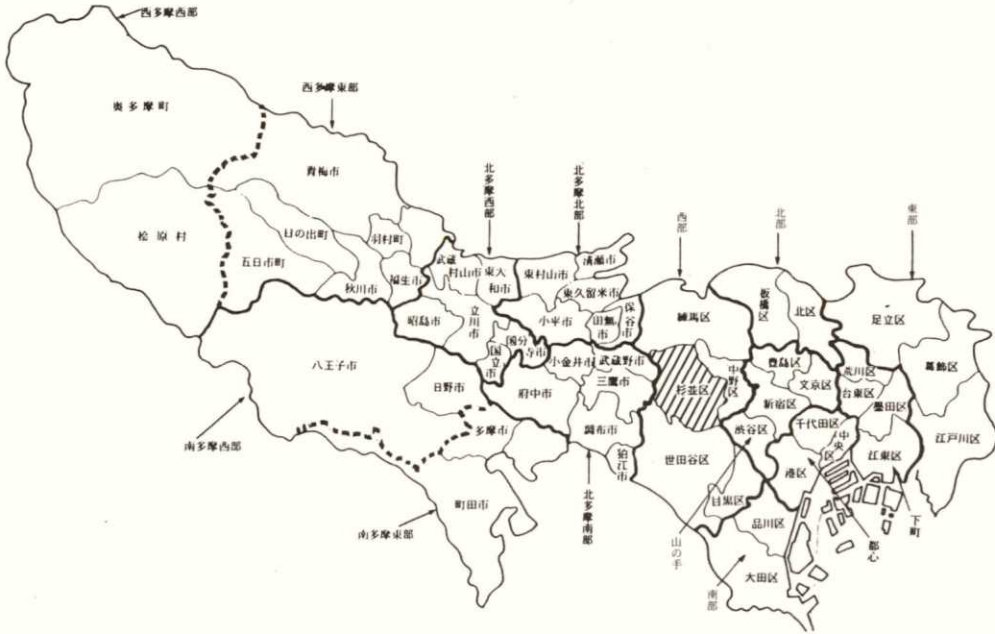 西多摩西部
西多摩東部
奥多摩町
青梅市
北多摩西部
北多摩北部
西部
北部
東部
桧原村
日の出町
羽村町
五日市町
秋川市
福生市
武蔵
村山市
東大
和市
東村山市
清瀬市
東久留米市
昭島市
立川市
小平市
田無市
保谷市
練馬区
板橋区
北区
足立区
葛飾区
八王子市
国立市
国分
寺市
小金井市
武蔵野市
三鷹市
杉並区
中野区
豊島区
文京区
荒川区
台東区
墨田区
日野市
府中市
新宿区
千代田区
中央区
江戸川区
南多摩西部
多摩市
調布市
狛江市
世田谷区
渋谷区
港区
江東区
町田市
目黒区
品川区
南多摩東部
北多摩南部
山の手
大田区
南部
都心
下町